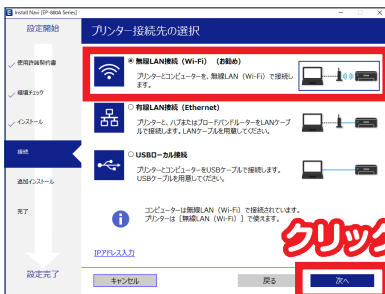 Install Navi [EP-880A Series]
設定開始
プリンター接続先の選択
使用許諾契約書
環境チェック
インストール
接続
追加インストール
完了
設定完了
無線LAN接続（Wi-Fi）（お勧め）
プリンターとコンピューターを、無線LAN（Wi-Fi）で接続し
ます。
有線LAN接続（Ethernet）
プリンターと、ハブまたはブロードバンドルーターをLANケーブ
ルで接続します。LANケーブルを用意してください。
USBローカル接続
プリンターとコンピューターをUSBケーブルで接続します。
USBケーブルを用意してください。
コンピューターは無線LAN（Wi-Fi）で接続されています。
プリンターは［無線LAN（Wi-Fi）］で使えます。
IPアドレス入力
クリック
キャンセル
戻る
次へ